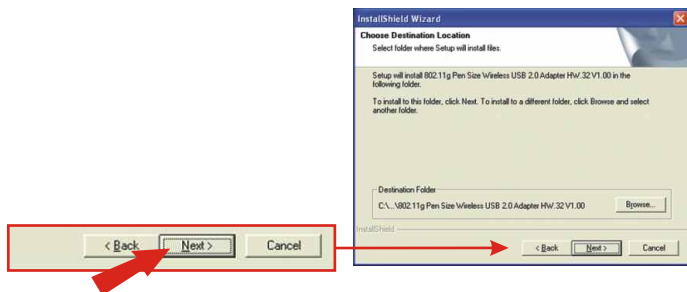 InstallShield Wizard
Choose Destination Location
Select folder where Setup will install files.
Setup will install 802.11g Pen Size Wireless USB 2.0 Adapter HW.32 V1.00 in the
following folder.
To install to this folder, click Next. To install to a different folder, click Browse and select
another folder.
Destination Folder
C:\...\802.11g Pen Size Wireless USB 2.0 Adapter HW.32 V1.00 Browse...
InstallShield
< Back Next > Cancel
< Back Next > Cancel